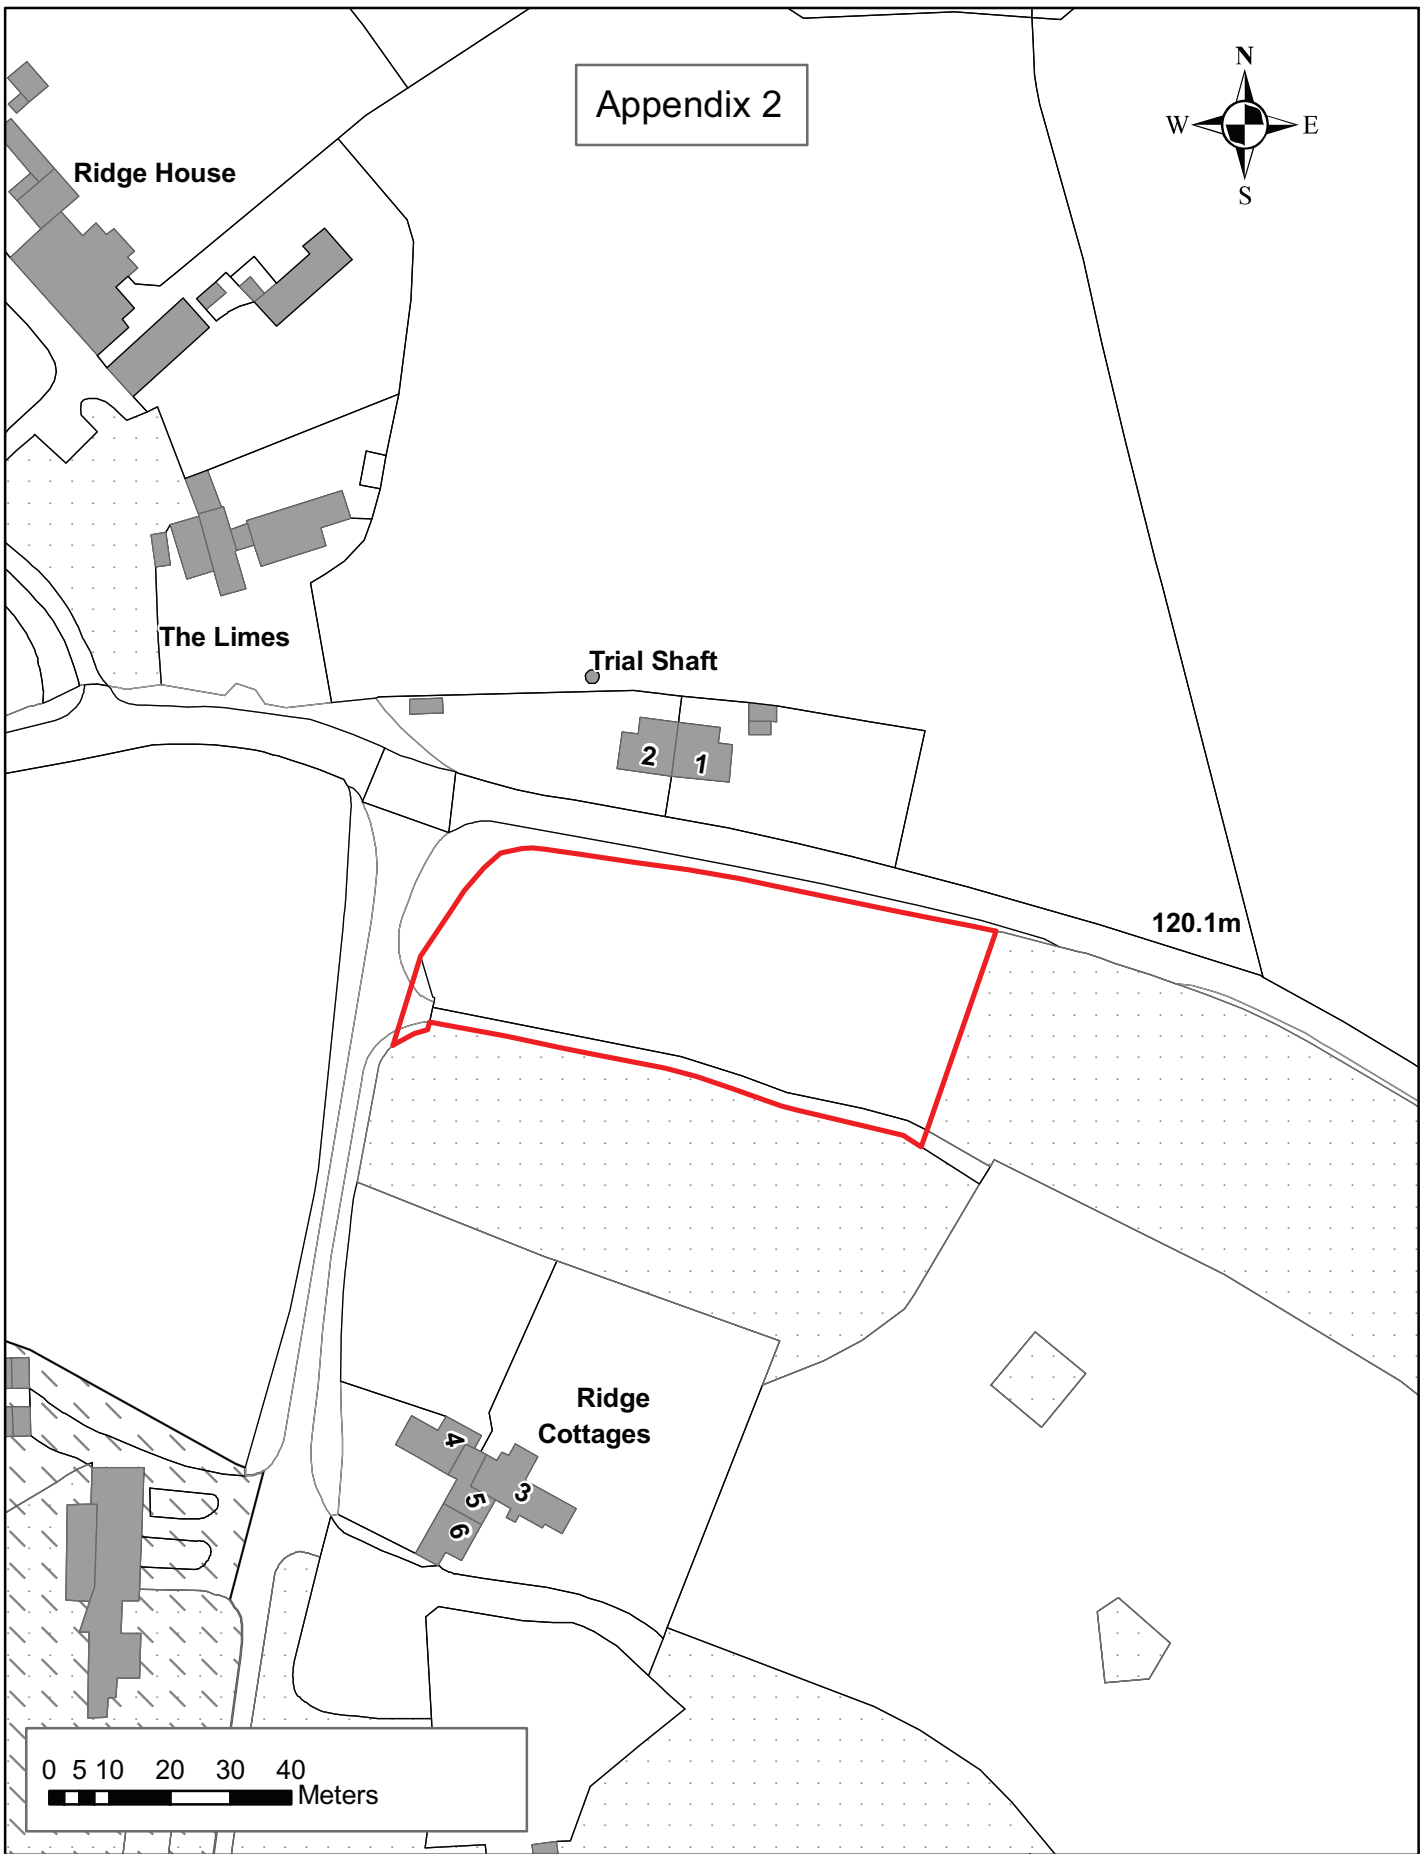 Appendix 2
N
W E
S
Ridge House
The Limes
Trial Shaft
2 1
120.1m
Ridge
Cottages
4
3
5
6
0 5 10 20 30 40
Meters